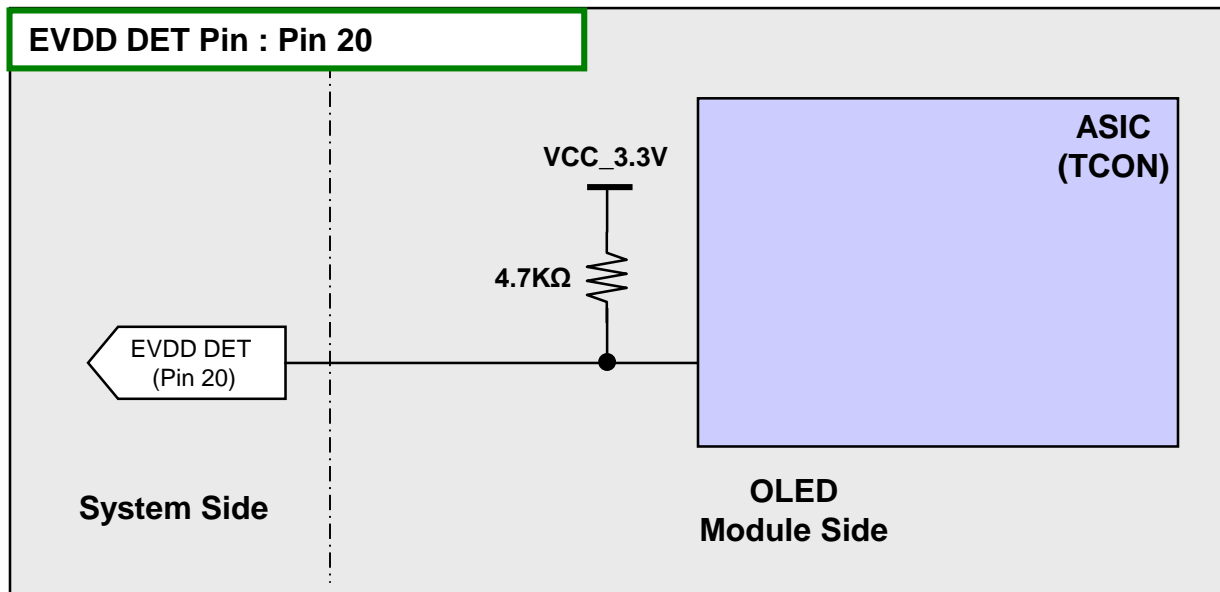 EVDD DET Pin : Pin 20
ASIC
(TCON)
VCC_3.3V
4.7KΩ
EVDD DET
(Pin 20)
System Side
OLED
Module Side